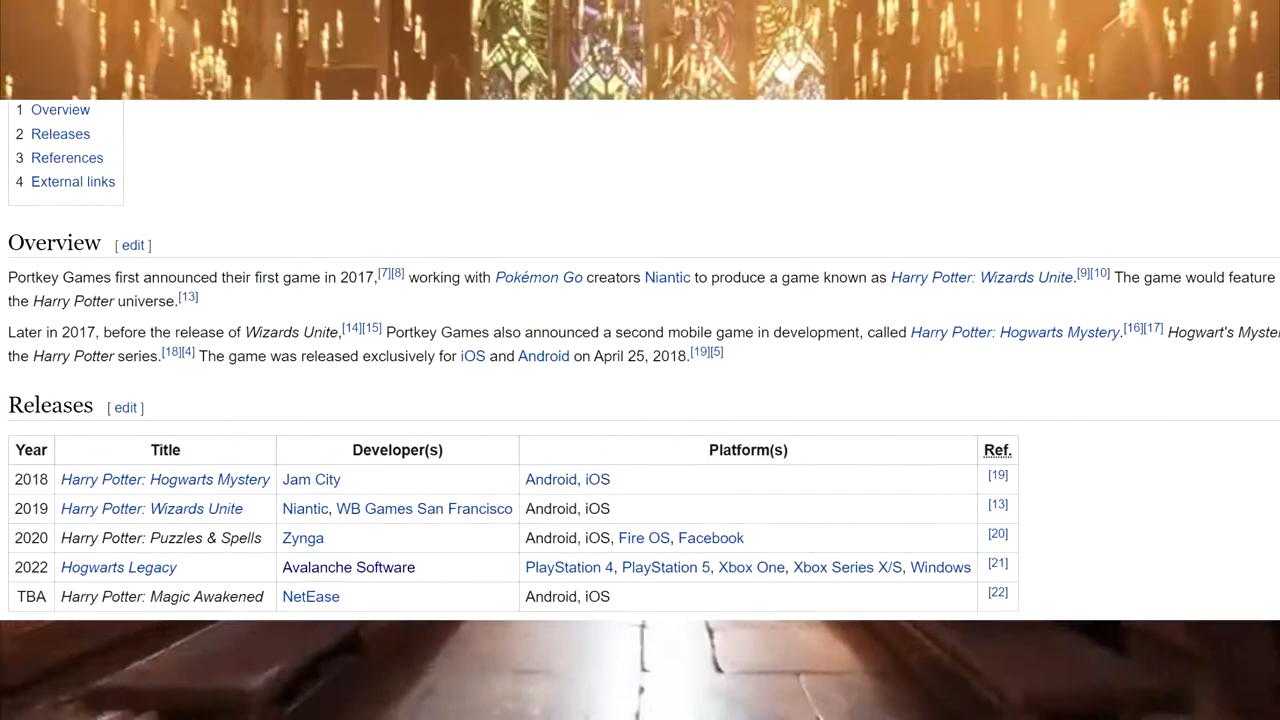 1 Overview
2 Releases
3 References
4 External links
Overview [ edit ]
Portkey Games first announced their first game in 2017,[7][8] working with Pokémon Go creators Niantic to produce a game known as Harry Potter: Wizards Unite.[9][10] The game would feature
the Harry Potter universe.[13]
Later in 2017, before the release of Wizards Unite,[14][15] Portkey Games also announced a second mobile game in development, called Harry Potter: Hogwarts Mystery.[16][17] Hogwart's Myste
the Harry Potter series.[18][4] The game was released exclusively for iOS and Android on April 25, 2018.[19][5]
Releases [ edit ]
Year Title Developer(s) Platform(s) Ref.
2018 Harry Potter: Hogwarts Mystery Jam City Android, iOS [19]
2019 Harry Potter: Wizards Unite Niantic, WB Games San Francisco Android, iOS [13]
2020 Harry Potter: Puzzles & Spells Zynga Android, iOS, Fire OS, Facebook [20]
2022 Hogwarts Legacy Avalanche Software PlayStation 4, PlayStation 5, Xbox One, Xbox Series X/S, Windows [21]
TBA Harry Potter: Magic Awakened NetEase Android, iOS [22]